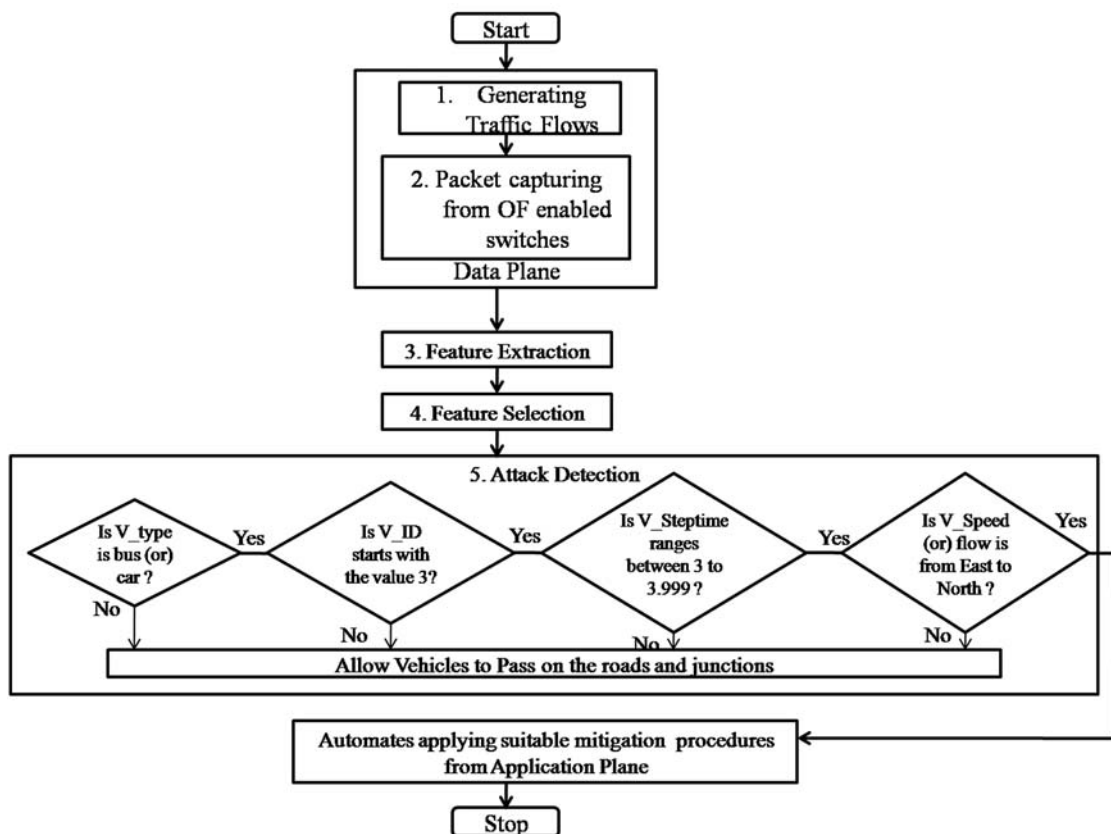 Start
1. Generating
Traffic Flows
2. Packet capturing
from OF enabled
switches
Data Plane
3. Feature Extraction
4. Feature Selection
5. Attack Detection
Is V_type
is bus (or)
car ?
Yes
No
Is V_ID
starts with
the value 3?
Yes
No
Is V_Steptime
ranges
between 3 to
3.999 ?
Yes
No
Is V_Speed
(or) flow is
from East to
North ?
Yes
No
Allow Vehicles to Pass on the roads and junctions
Automates applying suitable mitigation procedures
from Application Plane
Stop